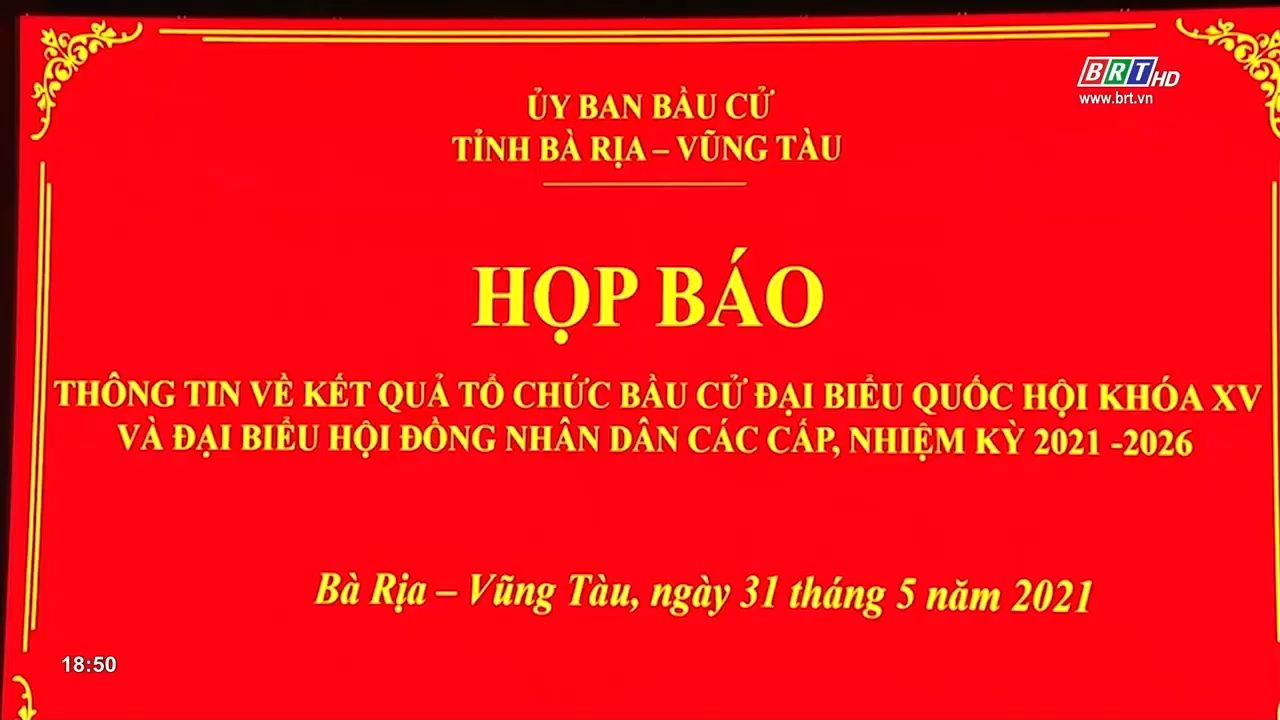 BRT HD
www.brt.vn
ỦY BAN BẦU CỬ
TỈNH BÀ RỊA – VŨNG TÀU
HỌP BÁO
THÔNG TIN VỀ KẾT QUẢ TỔ CHỨC BẦU CỬ ĐẠI BIỂU QUỐC HỘI KHÓA XV
VÀ ĐẠI BIỂU HỘI ĐỒNG NHÂN DÂN CÁC CẤP, NHIỆM KỲ 2021 -2026
Bà Rịa – Vũng Tàu, ngày 31 tháng 5 năm 2021
18:50